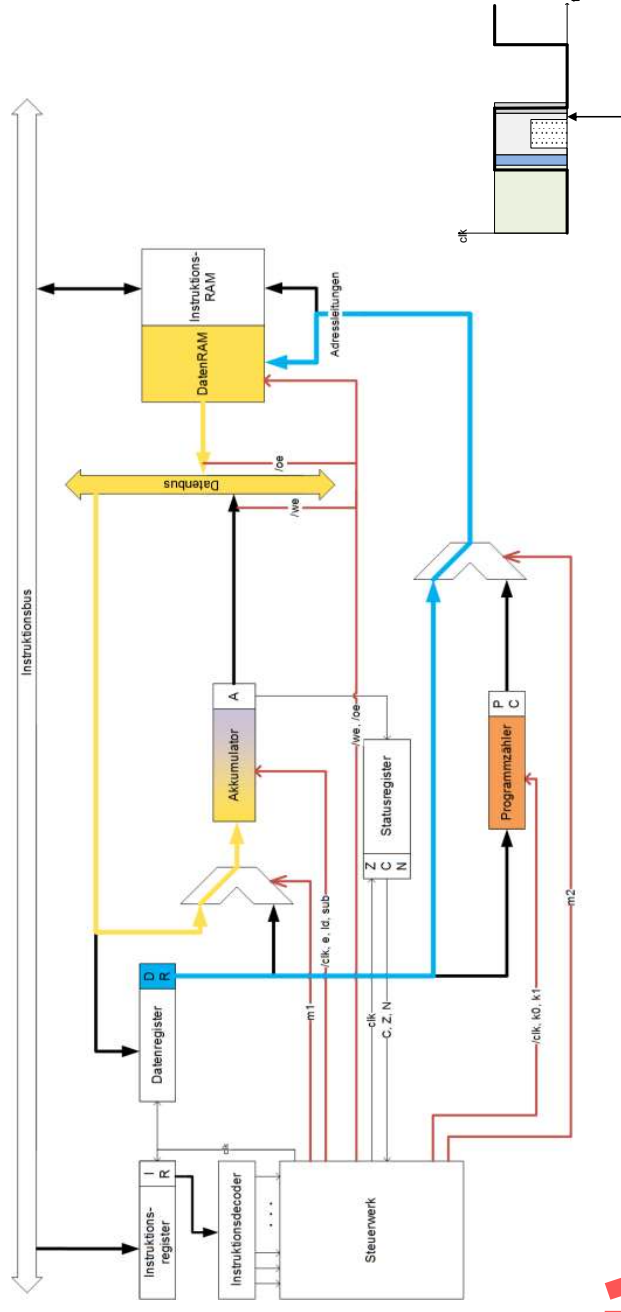 Instruktionsbus
Instruktions-
register
I
R
Instruktionsdecoder
. . .
Steuerwerk
clk
Datenregister
D
R
m1
/clk, e, ld, sub
/we, /oe
clk
C, Z, N
/clk, k0, k1
m2
Akkumulator
A
Z
C
N
Statusregister
Programmzähler
P
C
Datenbus
/we
/oe
DatenRAM
Instruktions-
RAM
Adressleitungen
clk